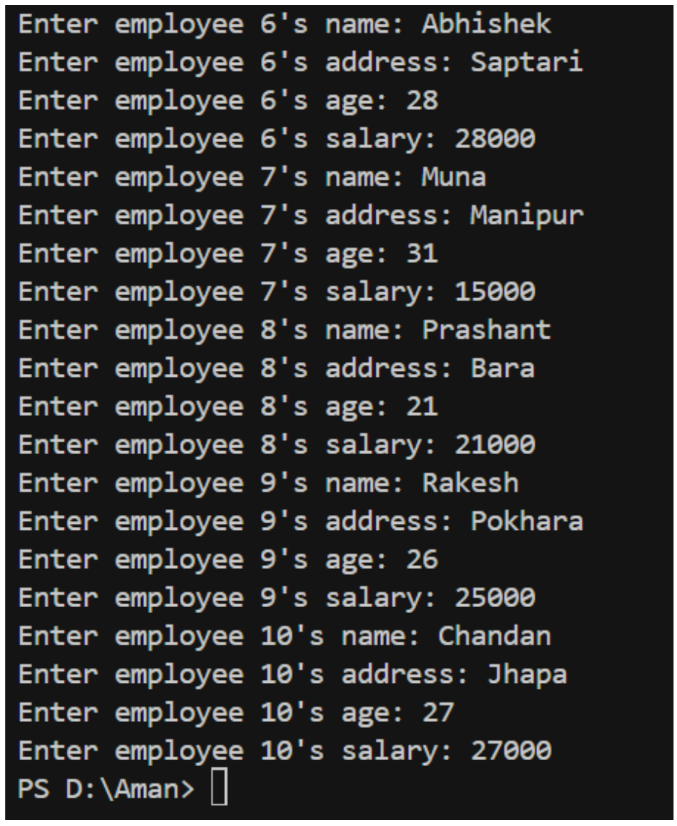 Enter employee 6's name: Abhishek
Enter employee 6's address: Saptari
Enter employee 6's age: 28
Enter employee 6's salary: 28000
Enter employee 7's name: Muna
Enter employee 7's address: Manipur
Enter employee 7's age: 31
Enter employee 7's salary: 15000
Enter employee 8's name: Prashant
Enter employee 8's address: Bara
Enter employee 8's age: 21
Enter employee 8's salary: 21000
Enter employee 9's name: Rakesh
Enter employee 9's address: Pokhara
Enter employee 9's age: 26
Enter employee 9's salary: 25000
Enter employee 10's name: Chandan
Enter employee 10's address: Jhapa
Enter employee 10's age: 27
Enter employee 10's salary: 27000
PS D:\Aman>